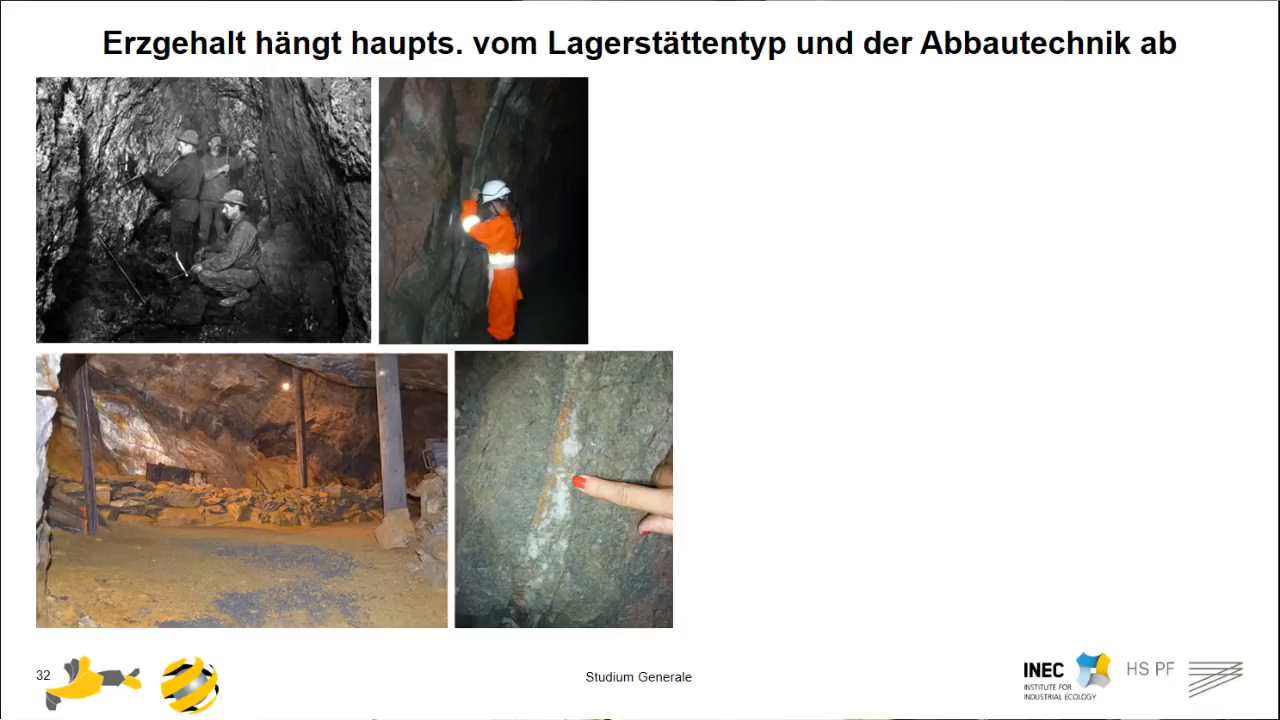 Erzgehalt hängt haupts. vom Lagerstättentyp und der Abbautechnik ab
32
Studium Generale
INEC
INSTITUTE FOR
INDUSTRIAL ECOLOGY
HS PF